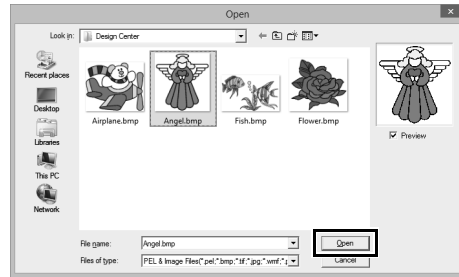 Open
Look in: Design Center
Recent places
Desktop
Libraries
This PC
Network
Airplane.bmp Angel.bmp Fish.bmp Flower.bmp
Preview
File name: Angel.bmp Open
Files of type: PEL & Image Files(*.pel;*.bmp;*.tif;*.jpg;*.wmf;*. Cancel